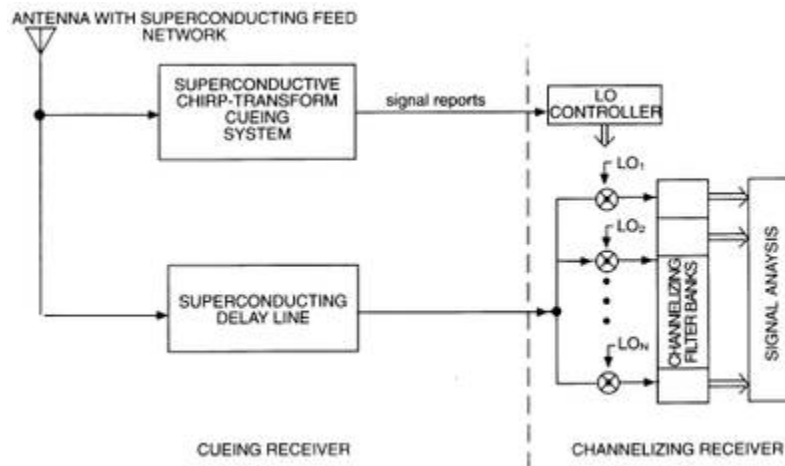 ANTENNA WITH SUPERCONDUCTING FEED
NETWORK
SUPERCONDUCTIVE
CHIRP-TRANSFORM
CUEING
SYSTEM
signal reports
LO
CONTROLLER
LO₁
LO₂
LOₙ
SUPERCONDUCTING
DELAY LINE
CHANNELIZING
FILTER BANKS
SIGNAL ANAYSIS
CUEING RECEIVER
CHANNELIZING RECEIVER